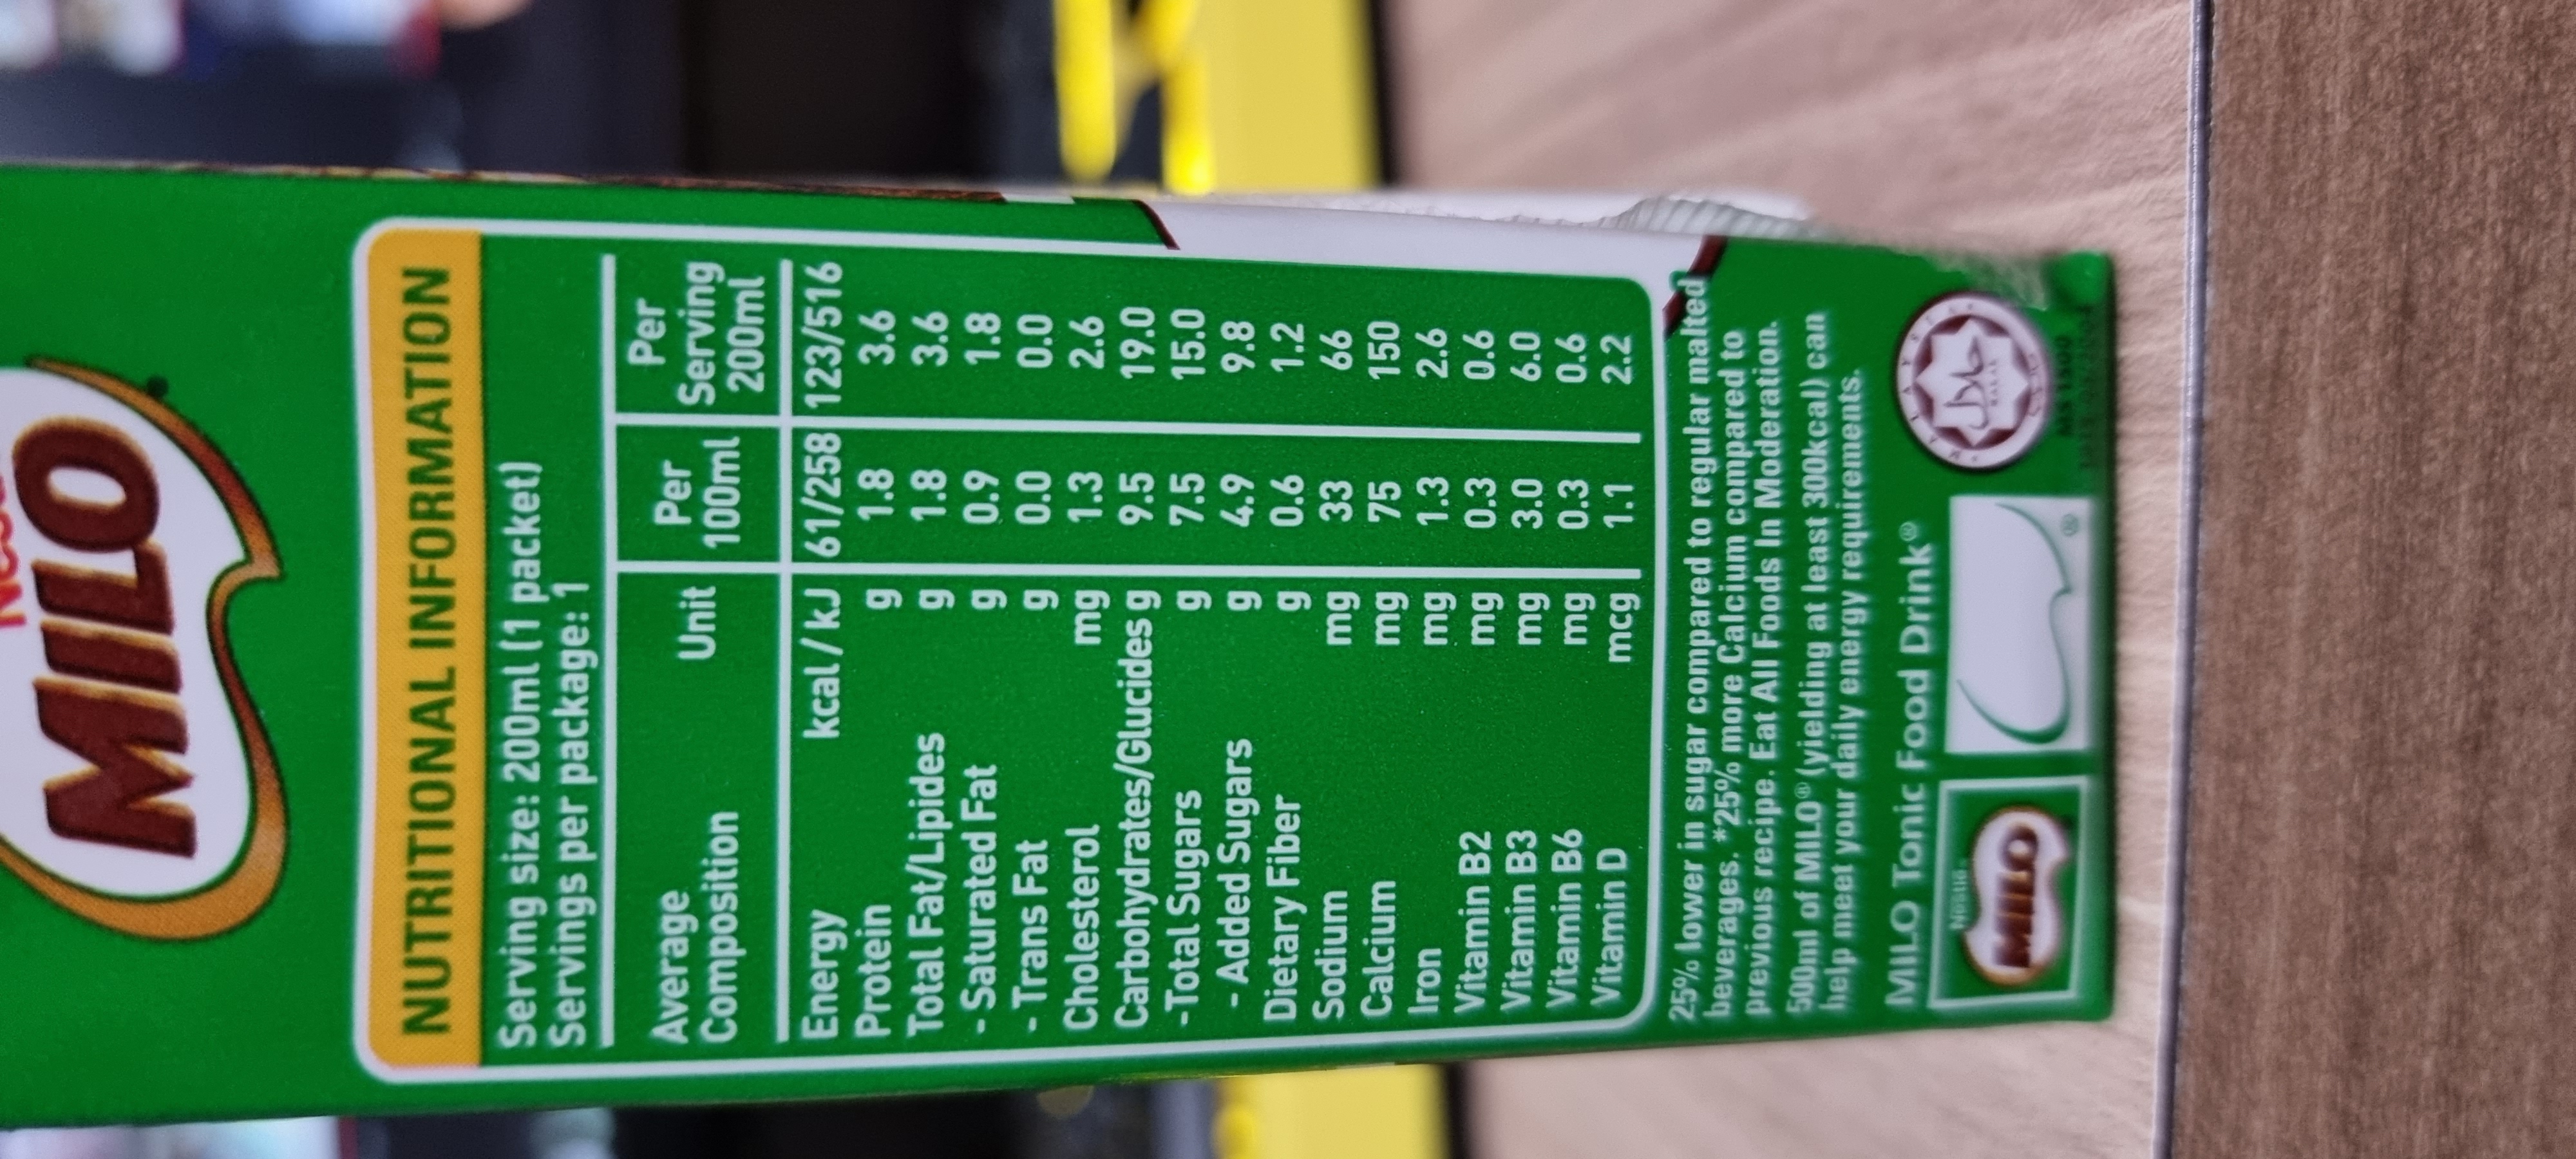 MILO
NUTRITIONAL INFORMATION
Serving size: 200ml (1 packet)
Servings per package: 1
Average Composition Unit Per 100ml Per Serving 200ml
Energy kcal / kJ 61/258 123/516
Protein g 1.8 3.6
Total Fat/Lipides g 1.8 3.6
- Saturated Fat g 0.9 1.8
- Trans Fat g 0.0 0.0
Cholesterol mg 1.3 2.6
Carbohydrates/Glucides g 9.5 19.0
-Total Sugars g 7.5 15.0
- Added Sugars g 4.9 9.8
Dietary Fiber g 0.6 1.2
Sodium mg 33 66
Calcium mg 75 150
Iron mg 1.3 2.6
Vitamin B2 mg 0.3 0.6
Vitamin B3 mg 3.0 6.0
Vitamin B6 mg 0.3 0.6
Vitamin D mcg 1.1 2.2
25% lower in sugar compared to regular malted
beverages. *25% more Calcium compared to
previous recipe. Eat All Foods In Moderation.
500ml of MILO® (yielding at least 300kcal) can
help meet your daily energy requirements.
MILO Tonic Food Drink®
Nestlé
MILO
®
MALAYSIA
حلال
HALAL
MS 1500